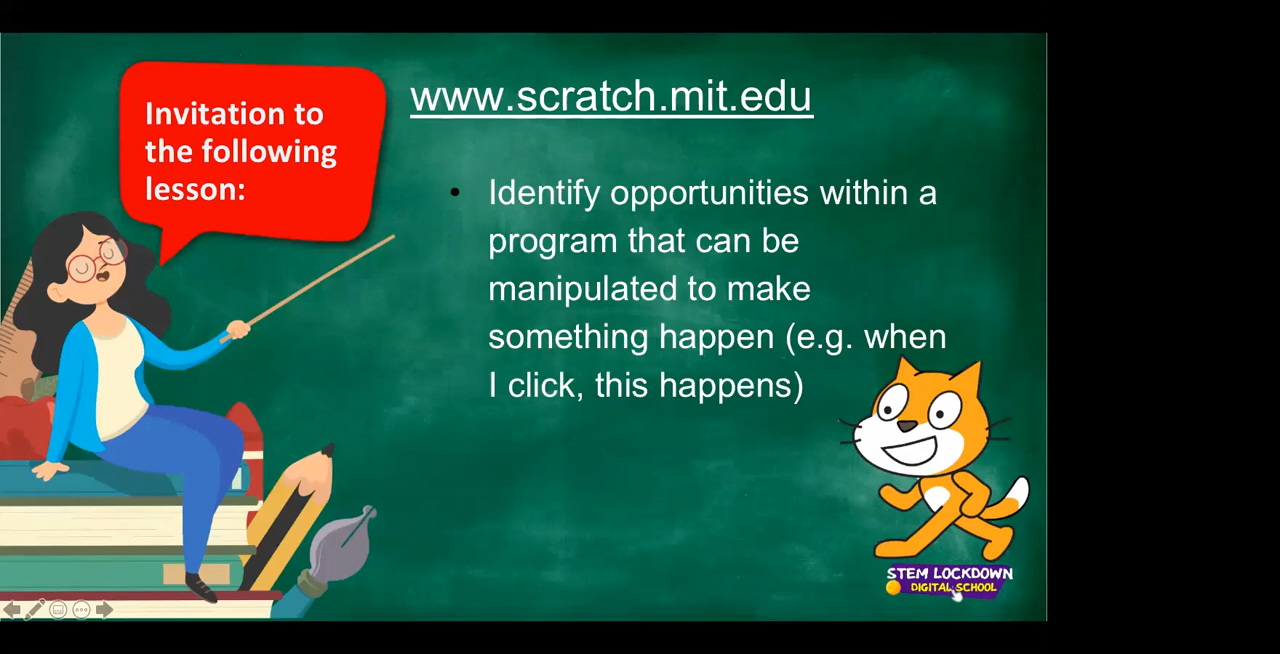 Invitation to
the following
lesson:
www.scratch.mit.edu
• Identify opportunities within a
program that can be
manipulated to make
something happen (e.g. when
I click, this happens)
STEM LOCKDOWN
DIGITAL SCHOOL